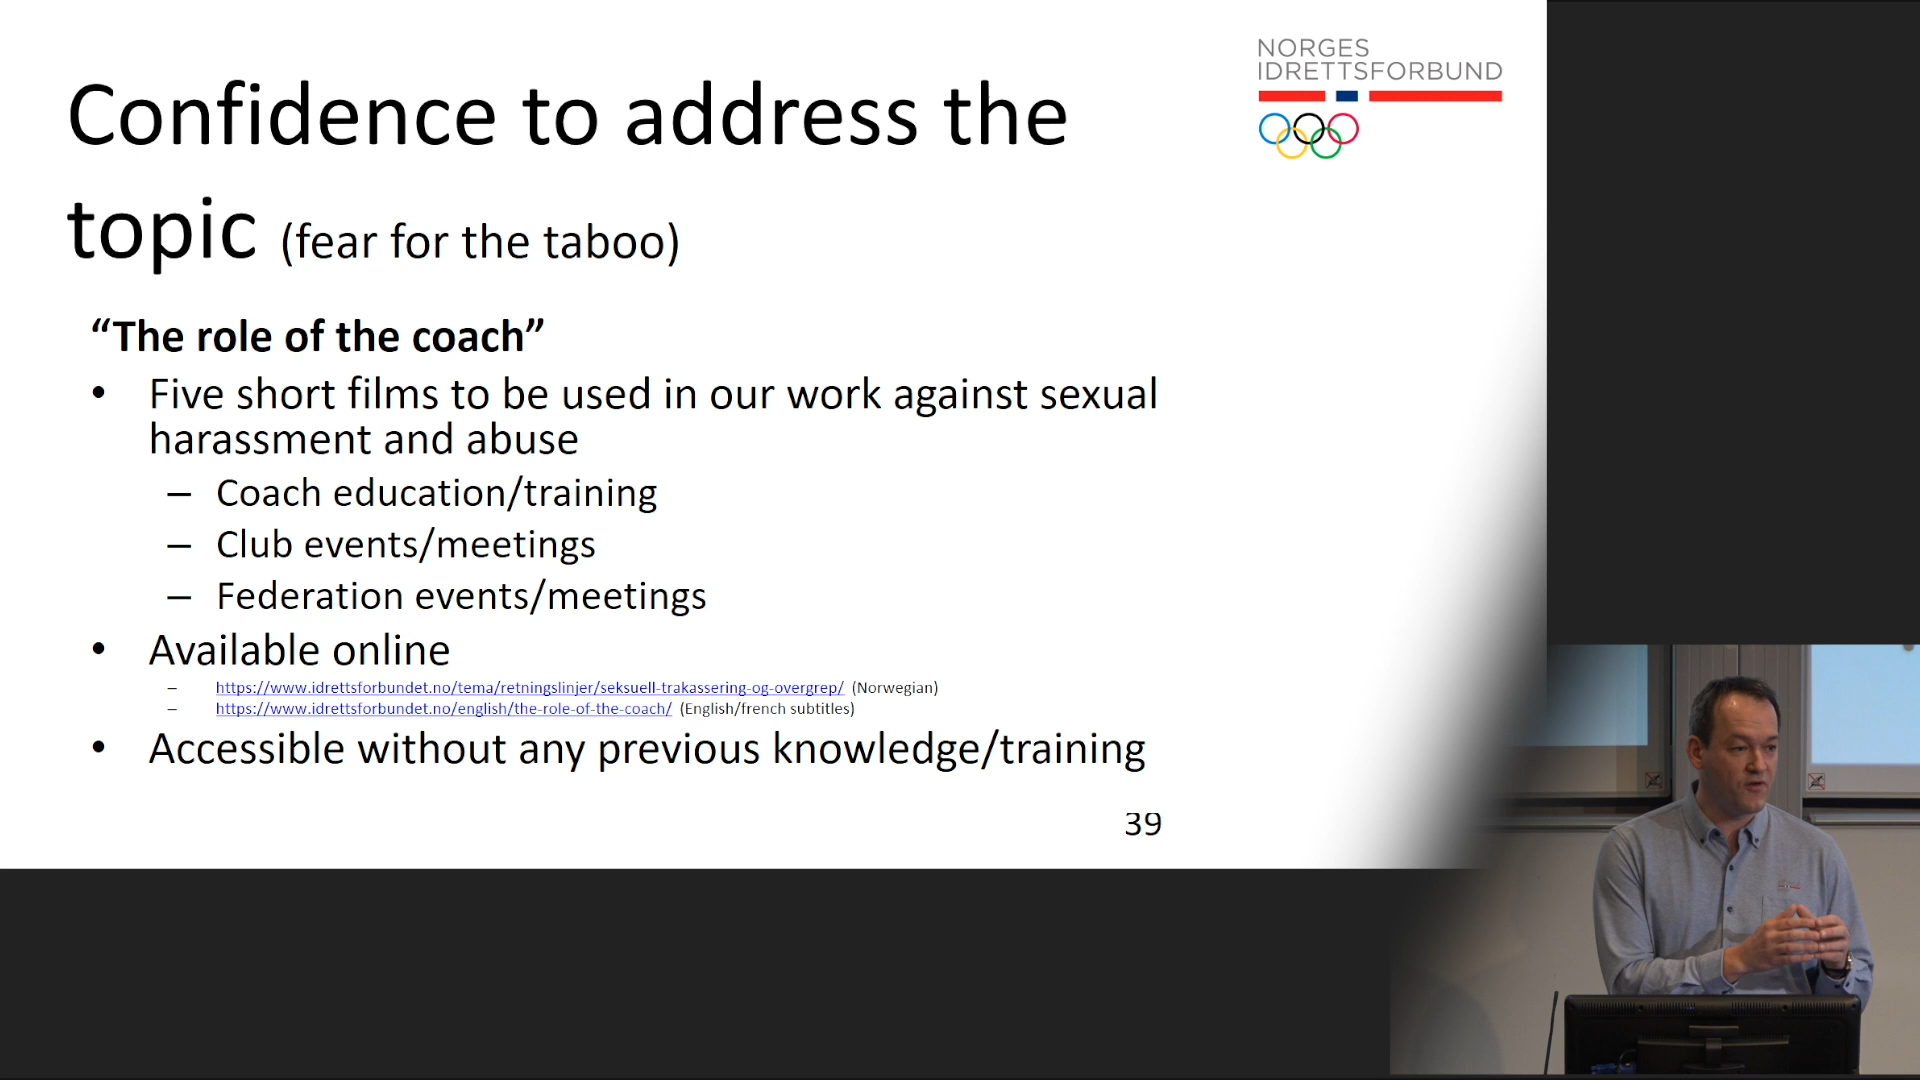 NORGES
IDRETTSFORBUND
Confidence to address the
topic (fear for the taboo)
“The role of the coach”
• Five short films to be used in our work against sexual
harassment and abuse
– Coach education/training
– Club events/meetings
– Federation events/meetings
• Available online
– https://www.idrettsforbundet.no/tema/retningslinjer/seksuell-trakassering-og-overgrep/ (Norwegian)
– https://www.idrettsforbundet.no/english/the-role-of-the-coach/ (English/french subtitles)
• Accessible without any previous knowledge/training
39